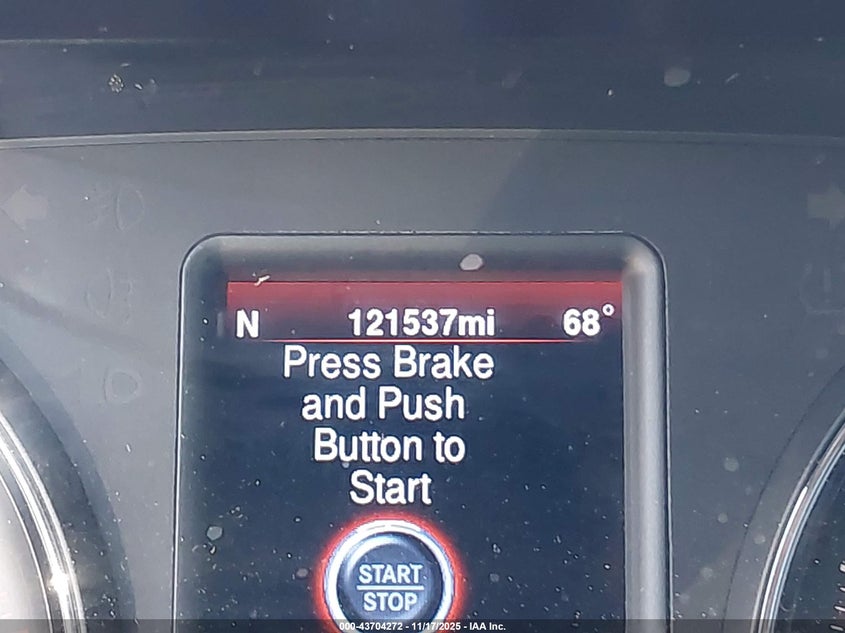 N 121537mi 68°
Press Brake
and Push
Button to
Start
START
STOP
000-43704272 - 11/17/2025 - IAA Inc.